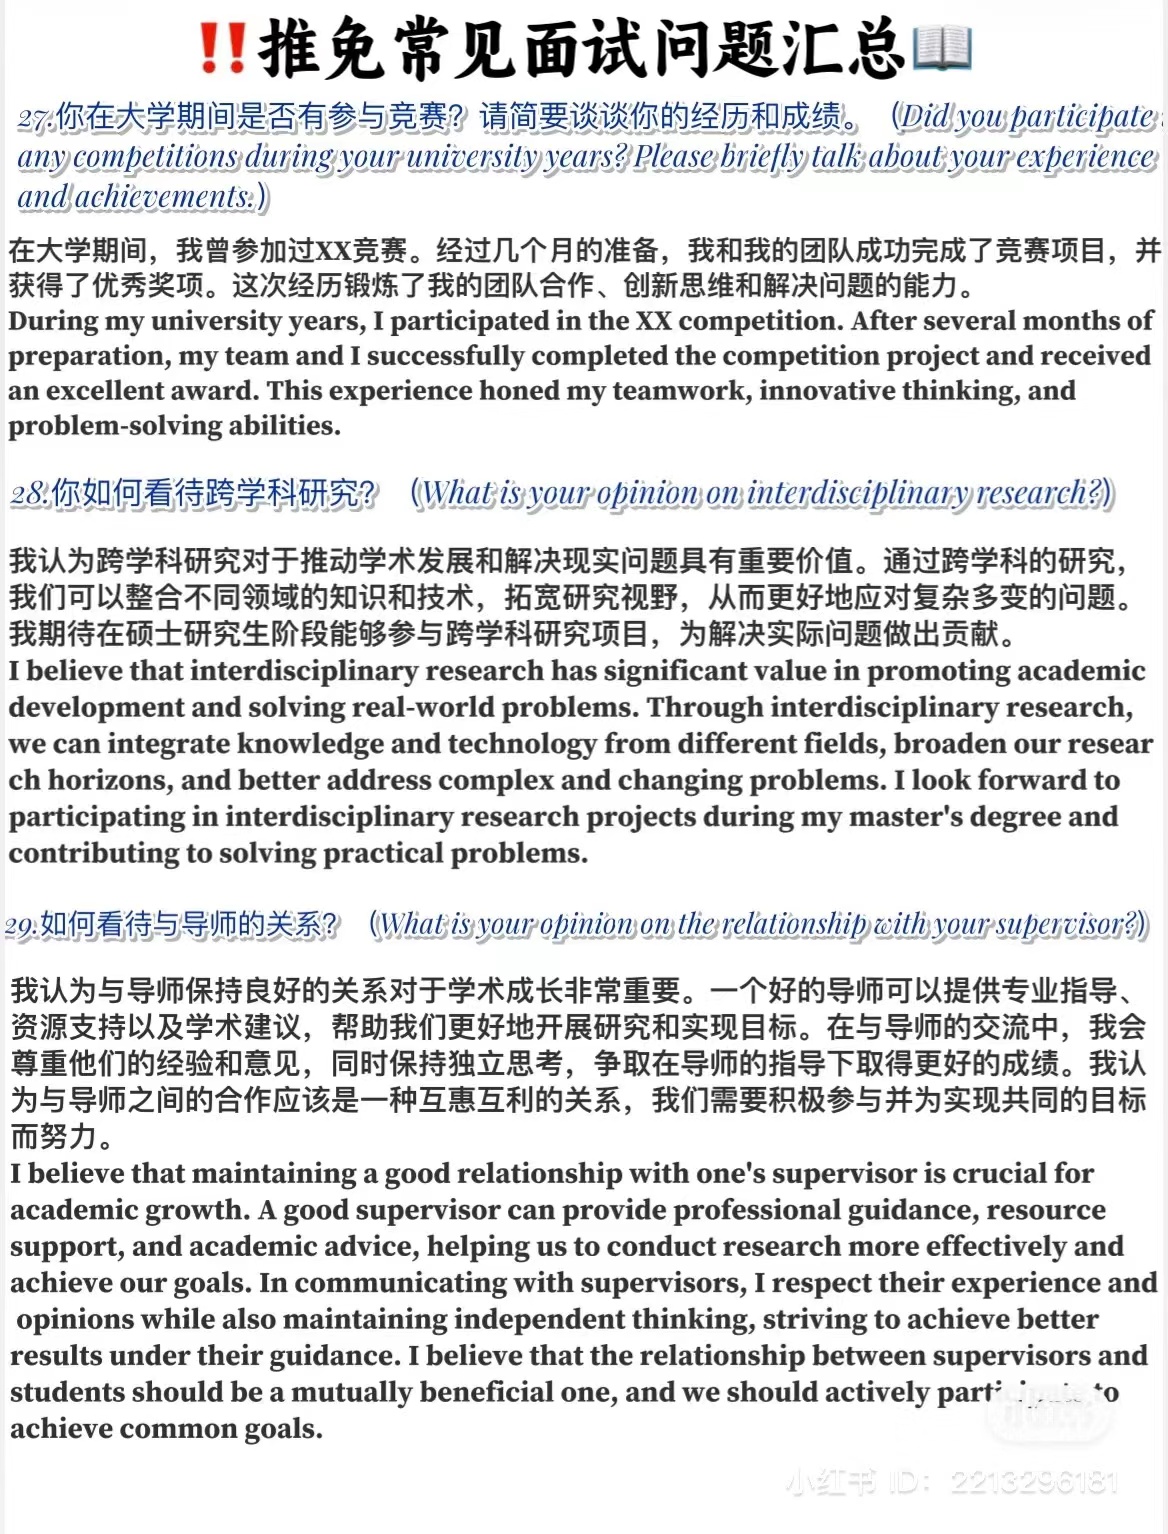 ‼️推免常见面试问题汇总📖
27.你在大学期间是否有参与竞赛？请简要谈谈你的经历和成绩。（Did you participate
any competitions during your university years? Please briefly talk about your experience
and achievements.）
在大学期间，我曾参加过XX竞赛。经过几个月的准备，我和我的团队成功完成了竞赛项目，并
获得了优秀奖项。这次经历锻炼了我的团队合作、创新思维和解决问题的能力。
During my university years, I participated in the XX competition. After several months of
preparation, my team and I successfully completed the competition project and received
an excellent award. This experience honed my teamwork, innovative thinking, and
problem-solving abilities.
28.你如何看待跨学科研究？（What is your opinion on interdisciplinary research?）
我认为跨学科研究对于推动学术发展和解决现实问题具有重要价值。通过跨学科的研究，
我们可以整合不同领域的知识和技术，拓宽研究视野，从而更好地应对复杂多变的问题。
我期待在硕士研究生阶段能够参与跨学科研究项目，为解决实际问题做出贡献。
I believe that interdisciplinary research has significant value in promoting academic
development and solving real-world problems. Through interdisciplinary research,
we can integrate knowledge and technology from different fields, broaden our resear
ch horizons, and better address complex and changing problems. I look forward to
participating in interdisciplinary research projects during my master's degree and
contributing to solving practical problems.
29.如何看待与导师的关系？（What is your opinion on the relationship with your supervisor?）
我认为与导师保持良好的关系对于学术成长非常重要。一个好的导师可以提供专业指导、
资源支持以及学术建议，帮助我们更好地开展研究和实现目标。在与导师的交流中，我会
尊重他们的经验和意见，同时保持独立思考，争取在导师的指导下取得更好的成绩。我认
为与导师之间的合作应该是一种互惠互利的关系，我们需要积极参与并为实现共同的目标
而努力。
I believe that maintaining a good relationship with one's supervisor is crucial for
academic growth. A good supervisor can provide professional guidance, resource
support, and academic advice, helping us to conduct research more effectively and
achieve our goals. In communicating with supervisors, I respect their experience and
opinions while also maintaining independent thinking, striving to achieve better
results under their guidance. I believe that the relationship between supervisors and
students should be a mutually beneficial one, and we should actively participate to
achieve common goals.
小红书 ID: 2213296181